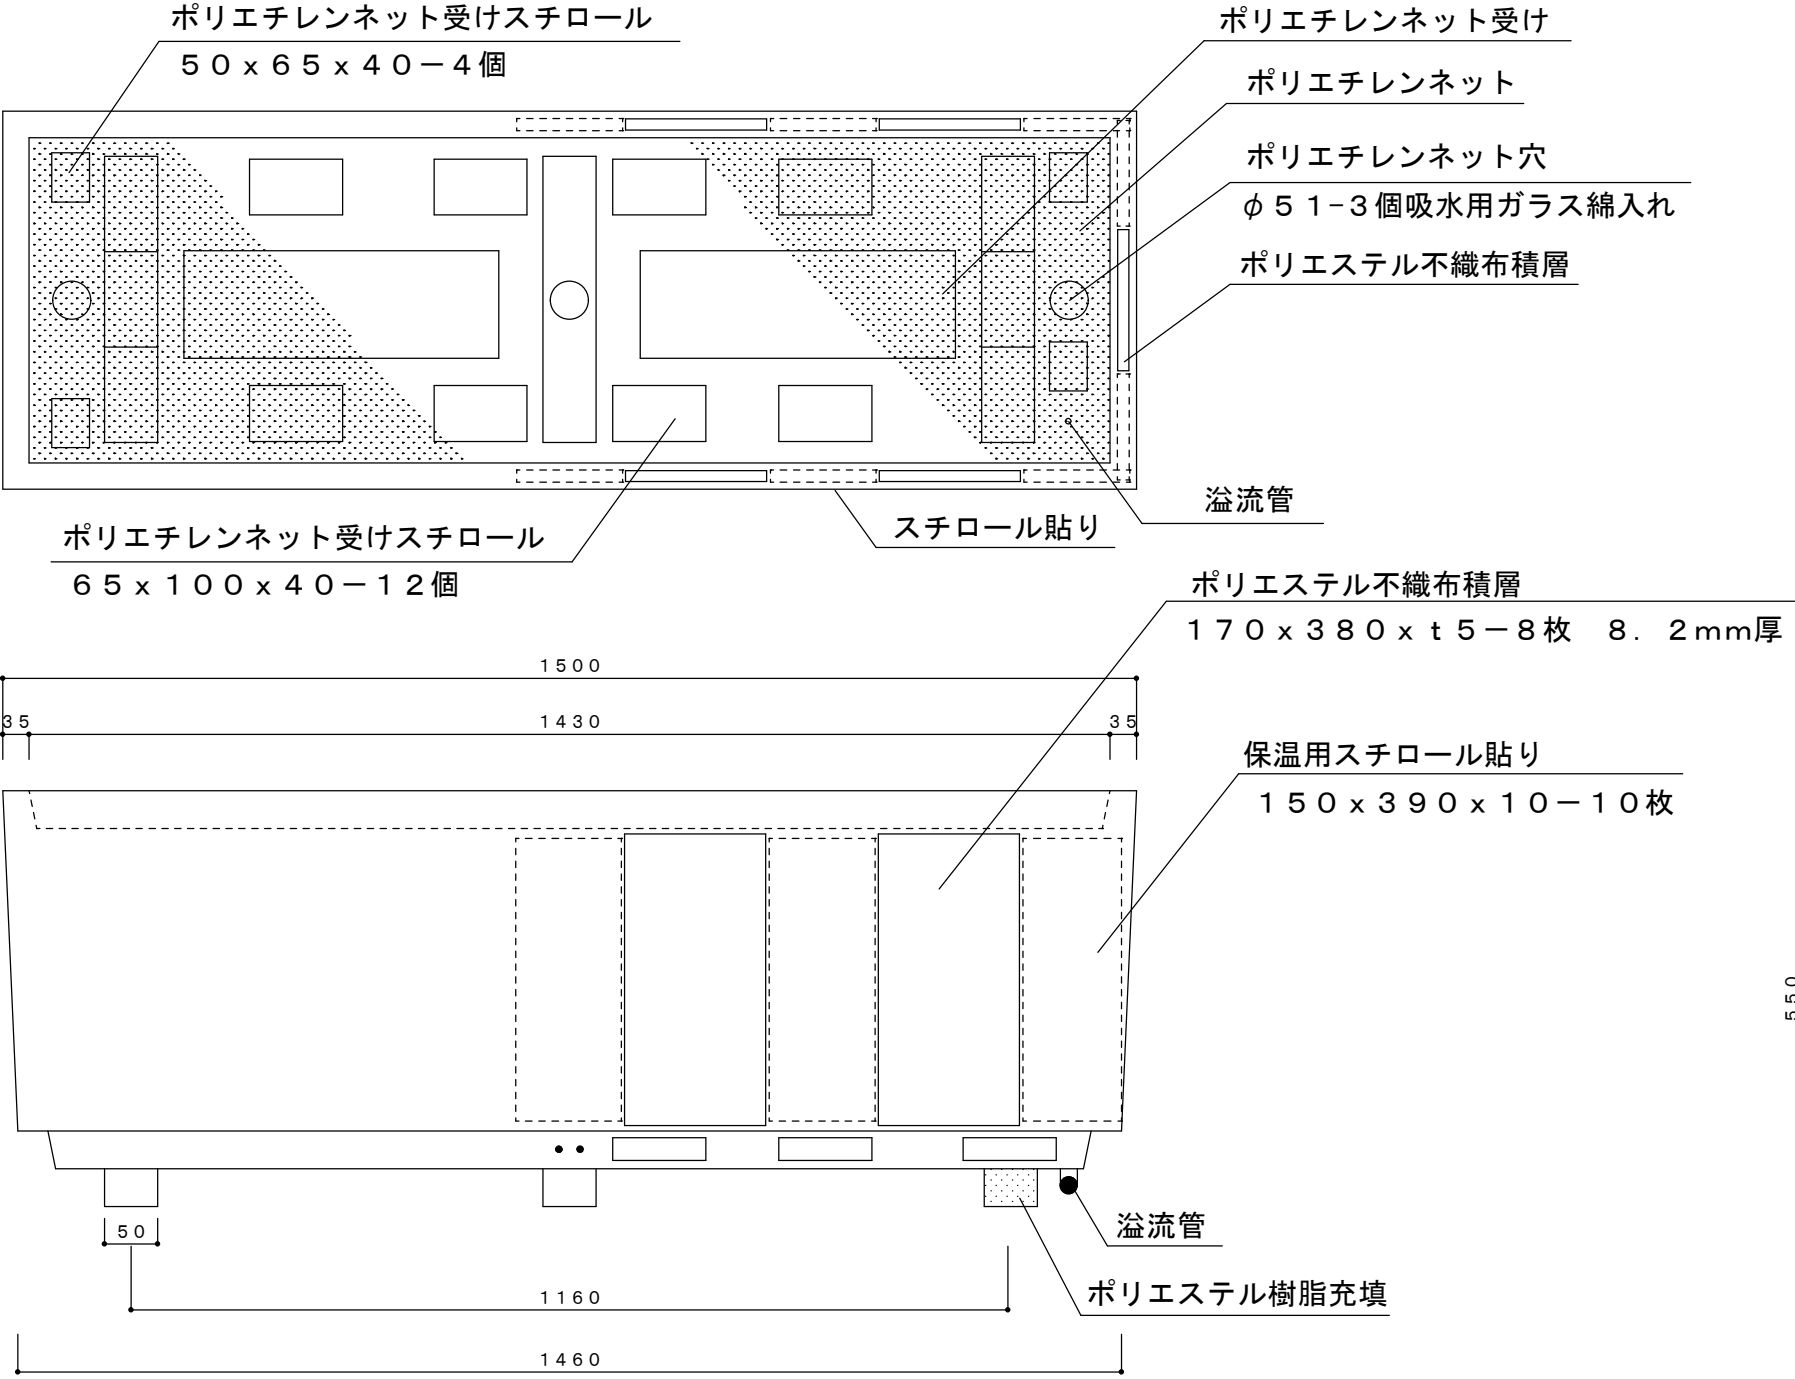 ポリエチレンネット受けスチロール
５０ｘ６５ｘ４０－４個
ポリエチレンネット受け
ポリエチレンネット
ポリエチレンネット穴
φ５１−３個吸水用ガラス綿入れ
ポリエステル不織布積層
溢流管
スチロール貼り
ポリエチレンネット受けスチロール
６５ｘ１００ｘ４０－１２個
ポリエステル不織布積層
１７０ｘ３８０ｘｔ５－８枚　８．２ｍｍ厚
1500
35
1430
35
保温用スチロール貼り
１５０ｘ３９０ｘ１０－１０枚
550
50
溢流管
1160
ポリエステル樹脂充填
1460